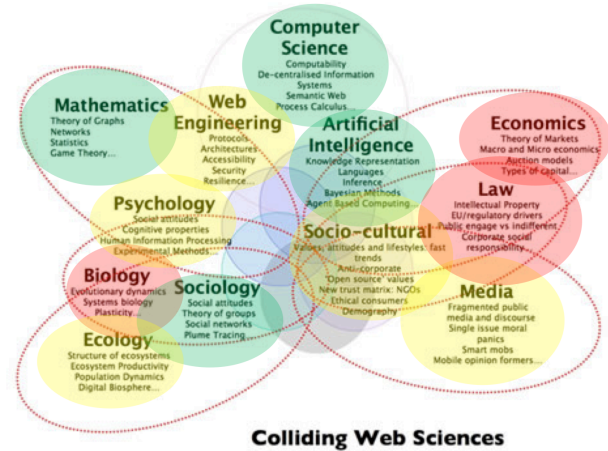 Computer
Science
Computability
De-centralised Information
Systems
Semantic Web
Process Calculus...
Mathematics
Theory of Graphs
Networks
Statistics
Game Theory...
Web
Engineering
Protocols
Architectures
Accessibility
Security
Resilience...
Artificial
Intelligence
Knowledge Representation
Languages
Inference
Bayesian Methods
Agent Based Computing...
Economics
Theory of Markets
Macro and Micro economics
Auction models
Types of capital...
Law
Intellectual Property
EU/regulatory drivers
Public engage vs indifferent
Corporate social
responsibility...
Psychology
Social attitudes
Cognitive properties
Human Information Processing
Experimental Methods...
Socio-cultural
Values, attitudes and lifestyles: fast
trends
Anti-corporate
'Open source' values
New trust matrix: NGOs
Ethical consumers
Demography
Biology
Evolutionary dynamics
Systems biology
Plasticity...
Sociology
Social attitudes
Theory of groups
Social networks
Plume Tracing...
Media
Fragmented public
media and discourse
Single issue moral
panics
Smart mobs
Mobile opinion formers...
Ecology
Structure of ecosystems
Ecosystem Productivity
Population Dynamics
Digital Biosphere...
Colliding Web Sciences